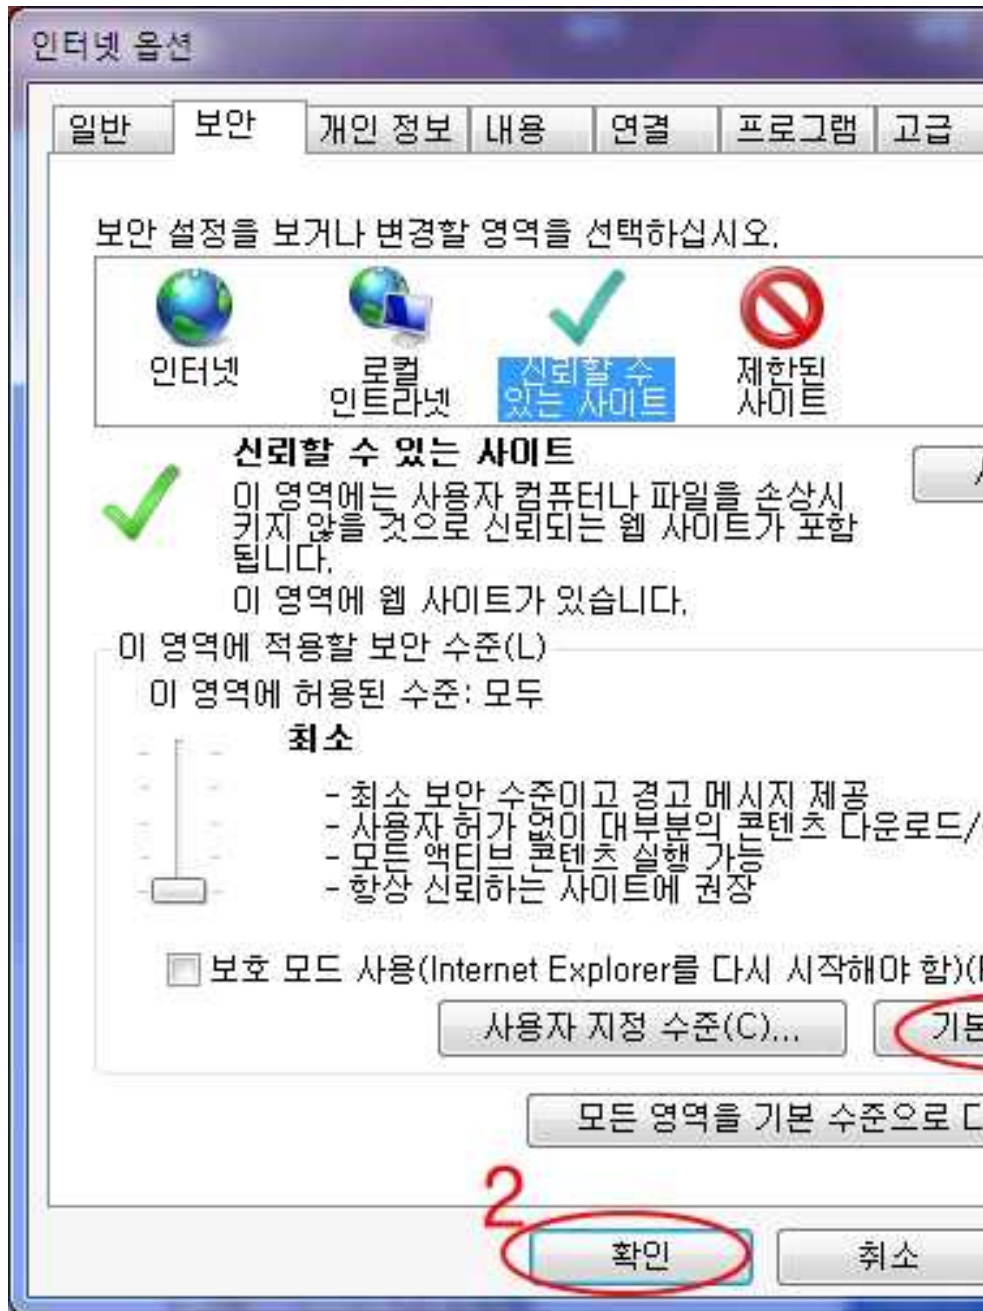 인터넷 옵션
일반 보안 개인 정보 내용 연결 프로그램 고급
보안 설정을 보거나 변경할 영역을 선택하십시오.
인터넷 로컬 신뢰할 수 제한된
인트라넷 있는 사이트 사이트
신뢰할 수 있는 사이트
이 영역에는 사용자 컴퓨터나 파일을 손상시
키지 않을 것으로 신뢰되는 웹 사이트가 포함
됩니다.
이 영역에 웹 사이트가 있습니다.
이 영역에 적용할 보안 수준(L)
이 영역에 허용된 수준: 모두
최소
- 최소 보안 수준이고 경고 메시지 제공
- 사용자 허가 없이 대부분의 콘텐츠 다운로드/
- 모든 액티브 콘텐츠 실행 가능
- 항상 신뢰하는 사이트에 권장
보호 모드 사용(Internet Explorer를 다시 시작해야 함)(
사용자 지정 수준(C)... 기본
모든 영역을 기본 수준으로
2
확인 취소